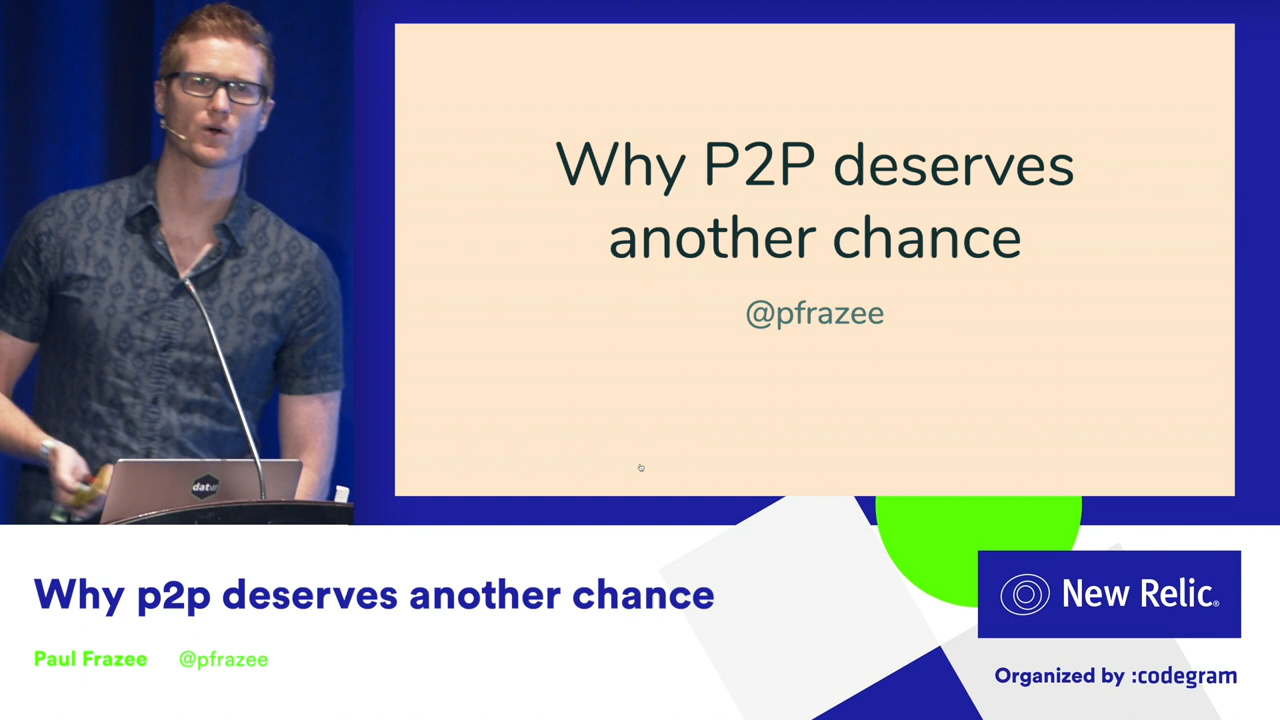 Why P2P deserves
another chance
@pfrazee
dat://
Why p2p deserves another chance
Paul Frazee @pfrazee
New Relic®
Organized by :codegram